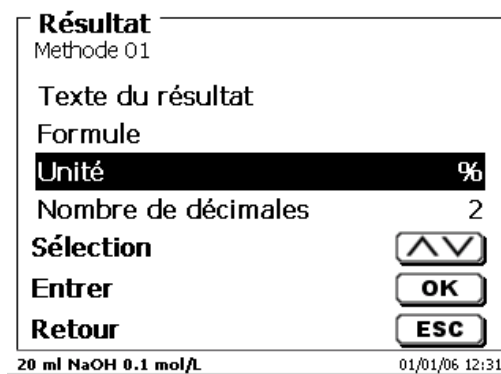 Résultat
Methode 01
Texte du résultat
Formule
Unité %
Nombre de décimales 2
Sélection
Entrer OK
Retour ESC
20 ml NaOH 0.1 mol/L 01/01/06 12:31